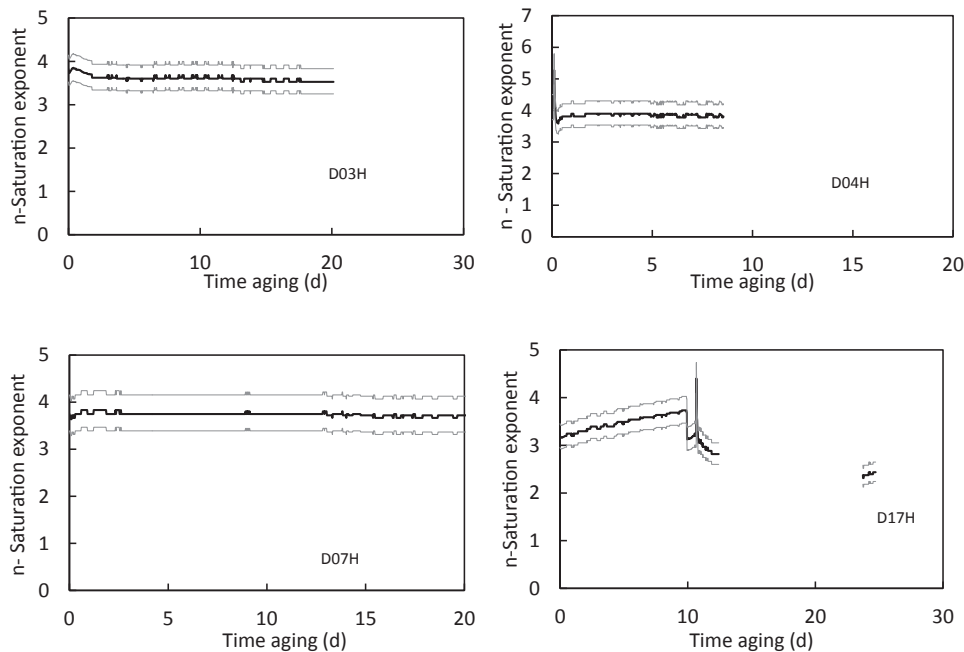 5
4
3
2
1
0
n-Saturation exponent
D03H
0 10 20 30
Time aging (d)
7
6
5
4
3
2
1
0
n - Saturation exponent
D04H
0 5 10 15 20
Time aging (d)
5
4
3
2
1
0
n- Saturation exponent
D07H
0 5 10 15 20
Time aging (d)
5
4
3
2
1
0
n-Saturation exponent
D17H
0 10 20 30
Time aging (d)